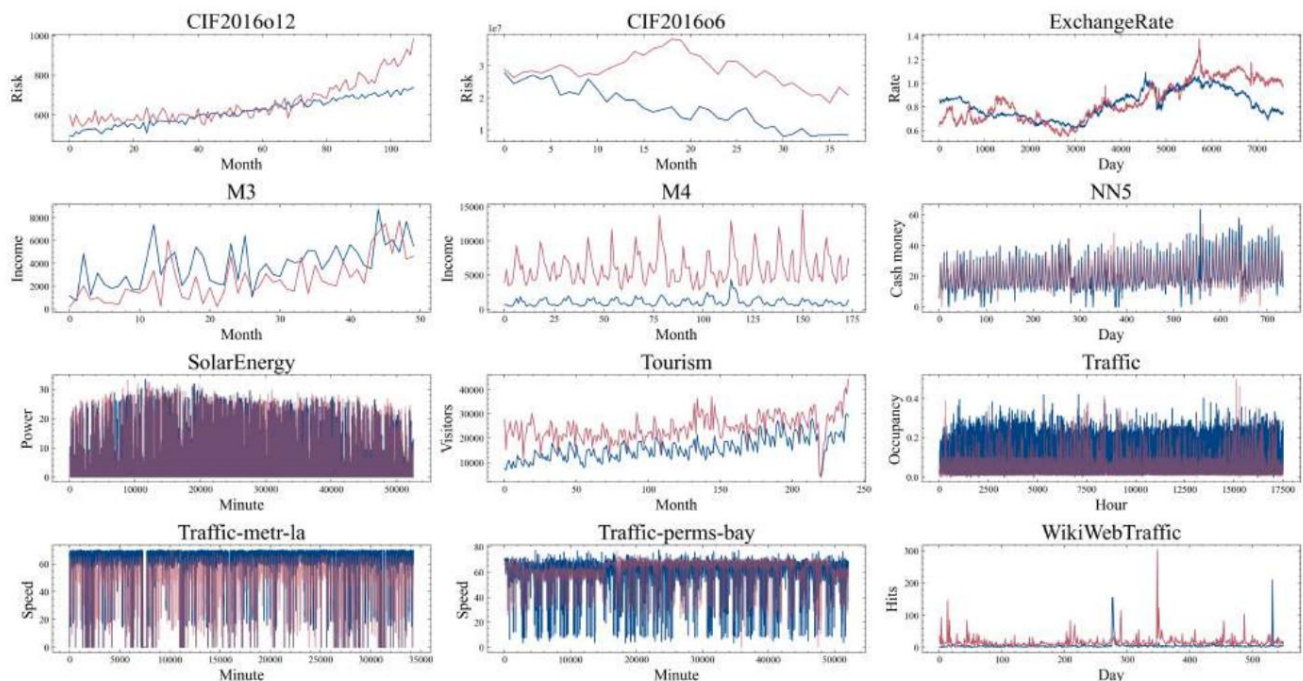 CIF2016o12
1000
800
600
Risk
0 20 40 60 80 100
Month
CIF2016o6
1e7
3
2
1
Risk
0 5 10 15 20 25 30 35
Month
ExchangeRate
1.4
1.2
1.0
0.8
0.6
Rate
0 1000 2000 3000 4000 5000 6000 7000
Day
M3
8000
6000
4000
2000
0
Income
0 10 20 30 40 50
Month
M4
15000
10000
5000
0
Income
0 25 50 75 100 125 150 175
Month
NN5
60
40
20
0
Cash money
0 100 200 300 400 500 600 700
Day
SolarEnergy
30
20
10
0
Power
0 10000 20000 30000 40000 50000
Minute
Tourism
40000
30000
20000
10000
Visitors
0 50 100 150 200 250
Month
Traffic
0.4
0.2
0.0
Occupancy
0 2500 5000 7500 10000 12500 15000 17500
Hour
Traffic-metr-la
60
40
20
0
Speed
0 5000 10000 15000 20000 25000 30000 35000
Minute
Traffic-perms-bay
80
60
40
20
0
Speed
0 10000 20000 30000 40000 50000
Minute
WikiWebTraffic
300
200
100
0
Hits
0 100 200 300 400 500
Day